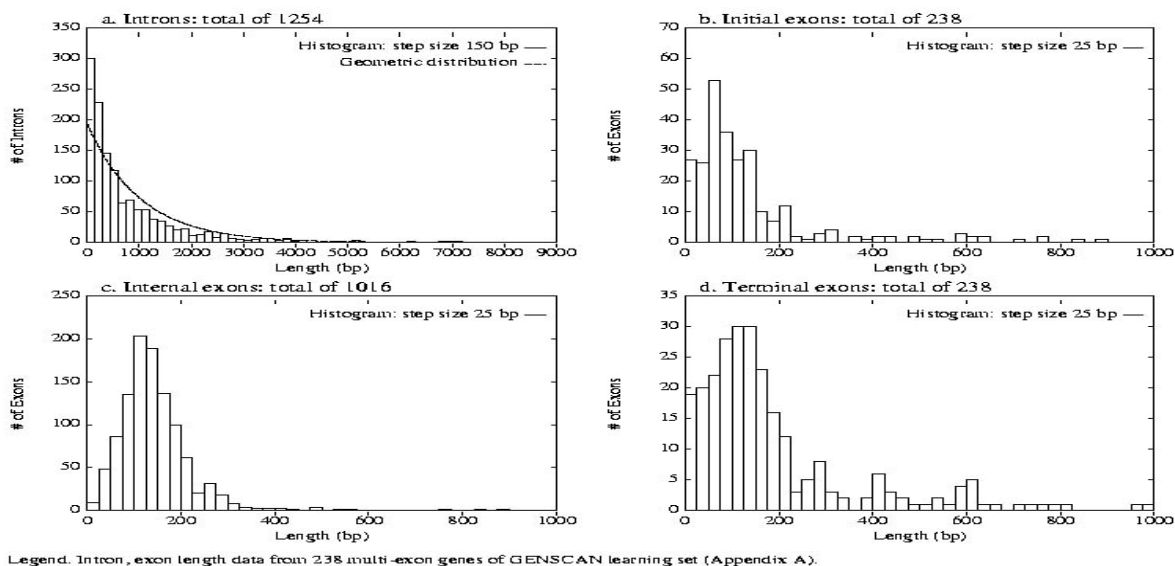 a. Introns: total of 1254
350
300
250
200
150
100
50
0
# of Introns
Histogram: step size 150 bp
Geometric distribution
0 1000 2000 3000 4000 5000 6000 7000 8000 9000
Length (bp)
b. Initial exons: total of 238
70
60
50
40
30
20
10
0
# of Exons
Histogram: step size 25 bp
0 200 400 600 800 1000
Length (bp)
c. Internal exons: total of 1016
250
200
150
100
50
0
# of Exons
Histogram: step size 25 bp
0 200 400 600 800 1000
Length (bp)
d. Terminal exons: total of 238
35
30
25
20
15
10
5
0
# of Exons
Histogram: step size 25 bp
0 200 400 600 800 1000
Length (bp)
Legend. Intron, exon length data from 238 multi-exon genes of GENSCAN learning set (Appendix A).